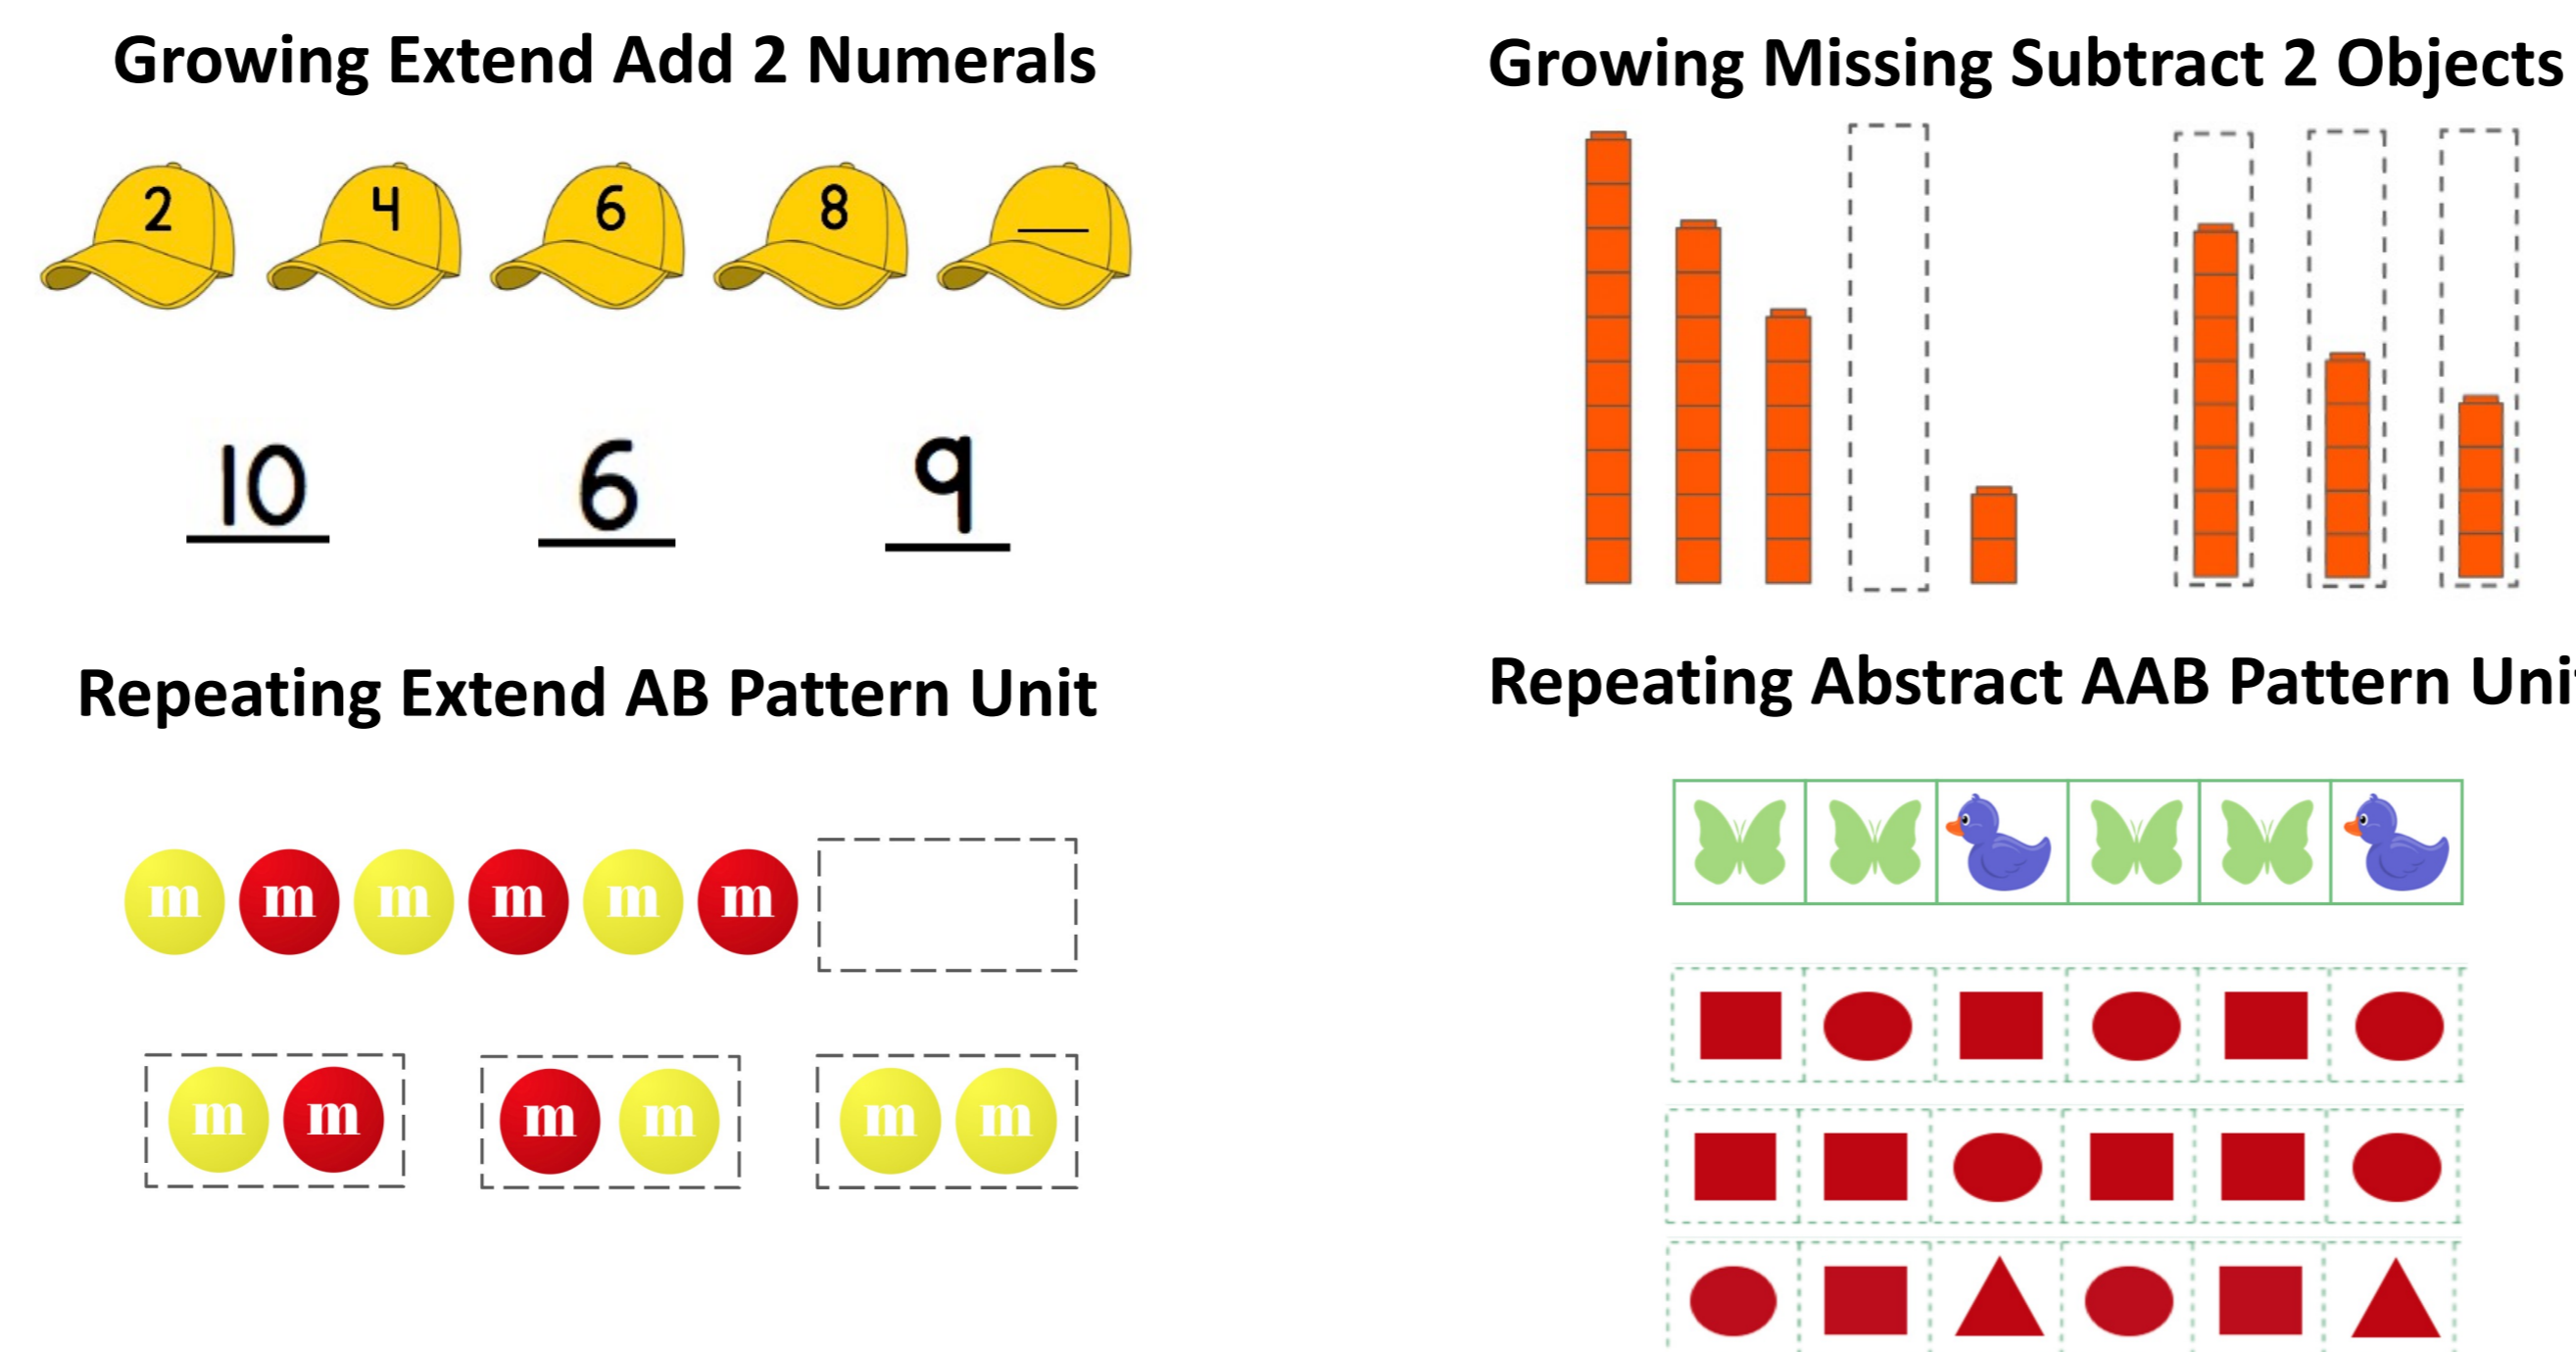 Growing Extend Add 2 Numerals
2 4 6 8
10 6 9
Growing Missing Subtract 2 Objects
Repeating Extend AB Pattern Unit
m m m m m m
m m m m m m
Repeating Abstract AAB Pattern Uni